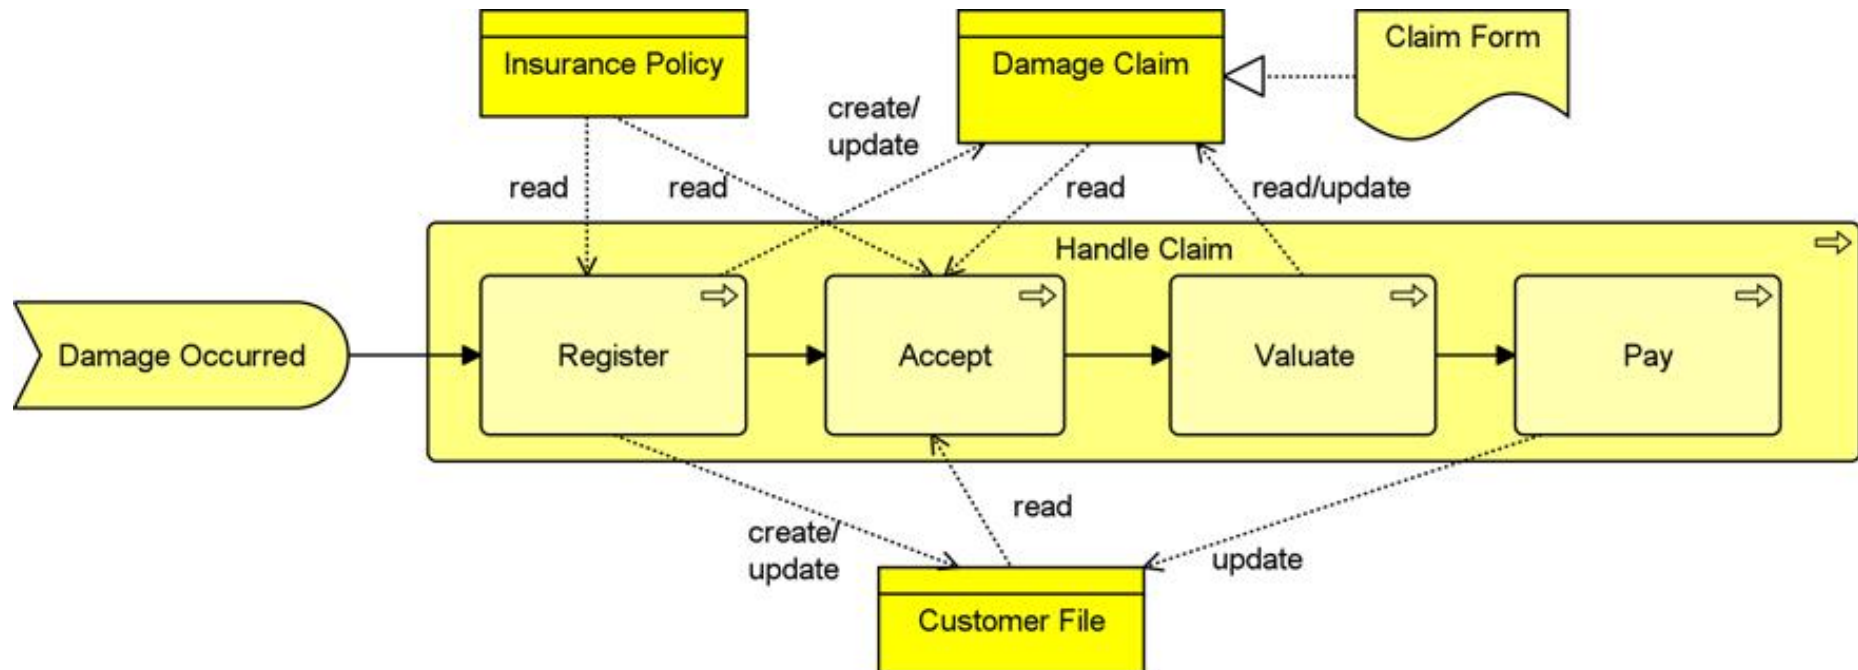 Insurance Policy
Damage Claim
Claim Form
create/
update
read
read
read
read/update
Handle Claim
Damage Occurred
Register
Accept
Valuate
Pay
read
create/
update
update
Customer File